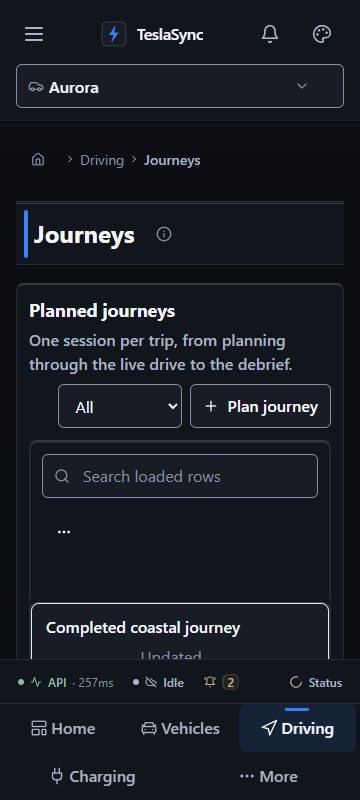 TeslaSync
Aurora
Driving
Journeys
Journeys
Planned journeys
One session per trip, from planning
through the live drive to the debrief.
All
+ Plan journey
Search loaded rows
...
Completed coastal journey
Updated
API · 257ms
Idle
2
Status
Home
Vehicles
Driving
Charging
... More